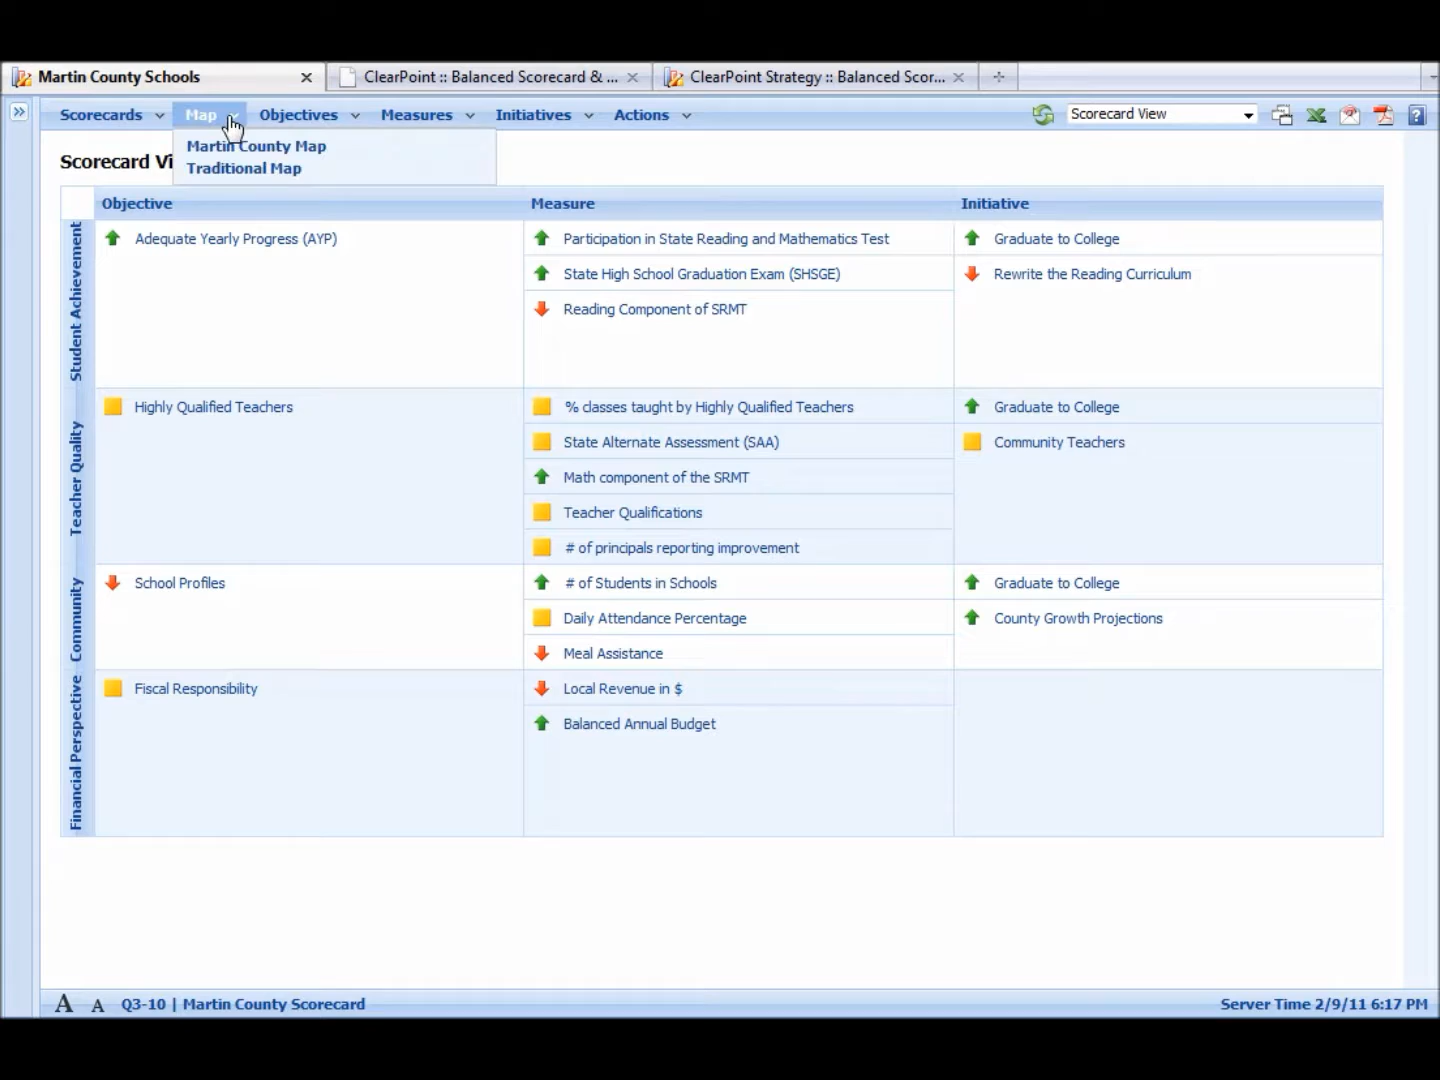 Martin County Schools
ClearPoint :: Balanced Scorecard & ...
ClearPoint Strategy :: Balanced Scor...
Scorecards Map Objectives Measures Initiatives Actions Scorecard View
Martin County Map
Traditional Map
Scorecard Vi
Objective Measure Initiative
Student Achievement
Adequate Yearly Progress (AYP)
Participation in State Reading and Mathematics Test
Graduate to College
State High School Graduation Exam (SHSGE)
Rewrite the Reading Curriculum
Reading Component of SRMT
Teacher Quality
Highly Qualified Teachers
% classes taught by Highly Qualified Teachers
Graduate to College
State Alternate Assessment (SAA)
Community Teachers
Math component of the SRMT
Teacher Qualifications
# of principals reporting improvement
Community
School Profiles
# of Students in Schools
Graduate to College
Daily Attendance Percentage
County Growth Projections
Meal Assistance
Financial Perspective
Fiscal Responsibility
Local Revenue in $
Balanced Annual Budget
A A Q3-10 | Martin County Scorecard
Server Time 2/9/11 6:17 PM